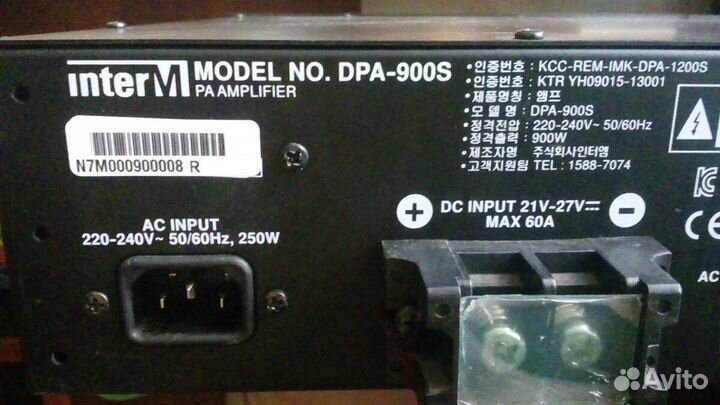 interM MODEL NO. DPA-900S
PA AMPLIFIER
N7M000900008 R
AC INPUT
220-240V~ 50/60Hz, 250W
• 인증번호 : KCC-REM-IMK-DPA-1200S
• 인증번호 : KTR YH09015-13001
• 제품명칭 : 앰프
• 모 델 명 : DPA-900S
• 정격전압 : 220-240V~ 50/60Hz
• 정격출력 : 900W
• 제조자명 주식회사인터엠
• 고객지원팀 TEL : 1588-7074
+ DC INPUT 21V-27V⎓ -
MAX 60A
CE
AC
Avito